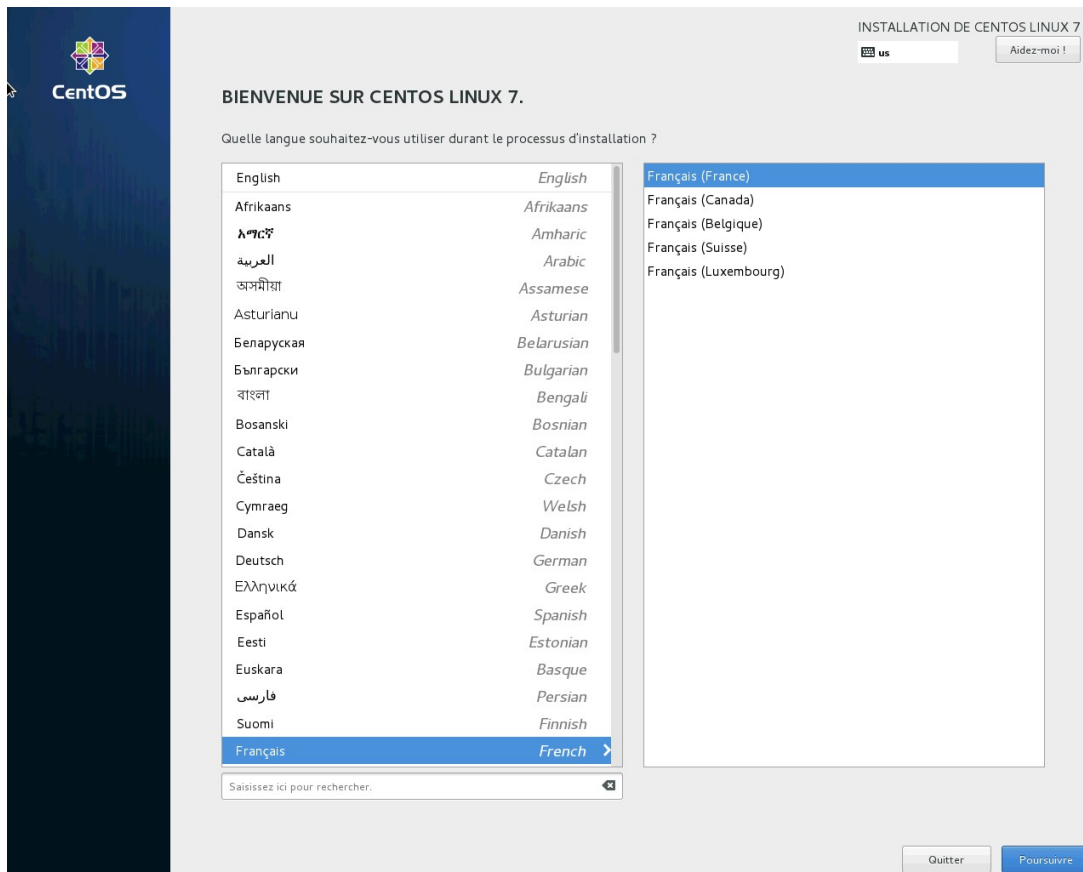 INSTALLATION DE CENTOS LINUX 7
us
Aidez-moi !
CentOS
BIENVENUE SUR CENTOS LINUX 7.
Quelle langue souhaitez-vous utiliser durant le processus d'installation ?
English English
Afrikaans Afrikaans
አማርኛ Amharic
العربية Arabic
অসমীয়া Assamese
Asturianu Asturian
Беларуская Belarusian
Български Bulgarian
বাংলা Bengali
Bosanski Bosnian
Català Catalan
Čeština Czech
Cymraeg Welsh
Dansk Danish
Deutsch German
Ελληνικά Greek
Español Spanish
Eesti Estonian
Euskara Basque
فارسی Persian
Suomi Finnish
Français French
Saisissez ici pour rechercher.
Français (France)
Français (Canada)
Français (Belgique)
Français (Suisse)
Français (Luxembourg)
Quitter
Poursuivre